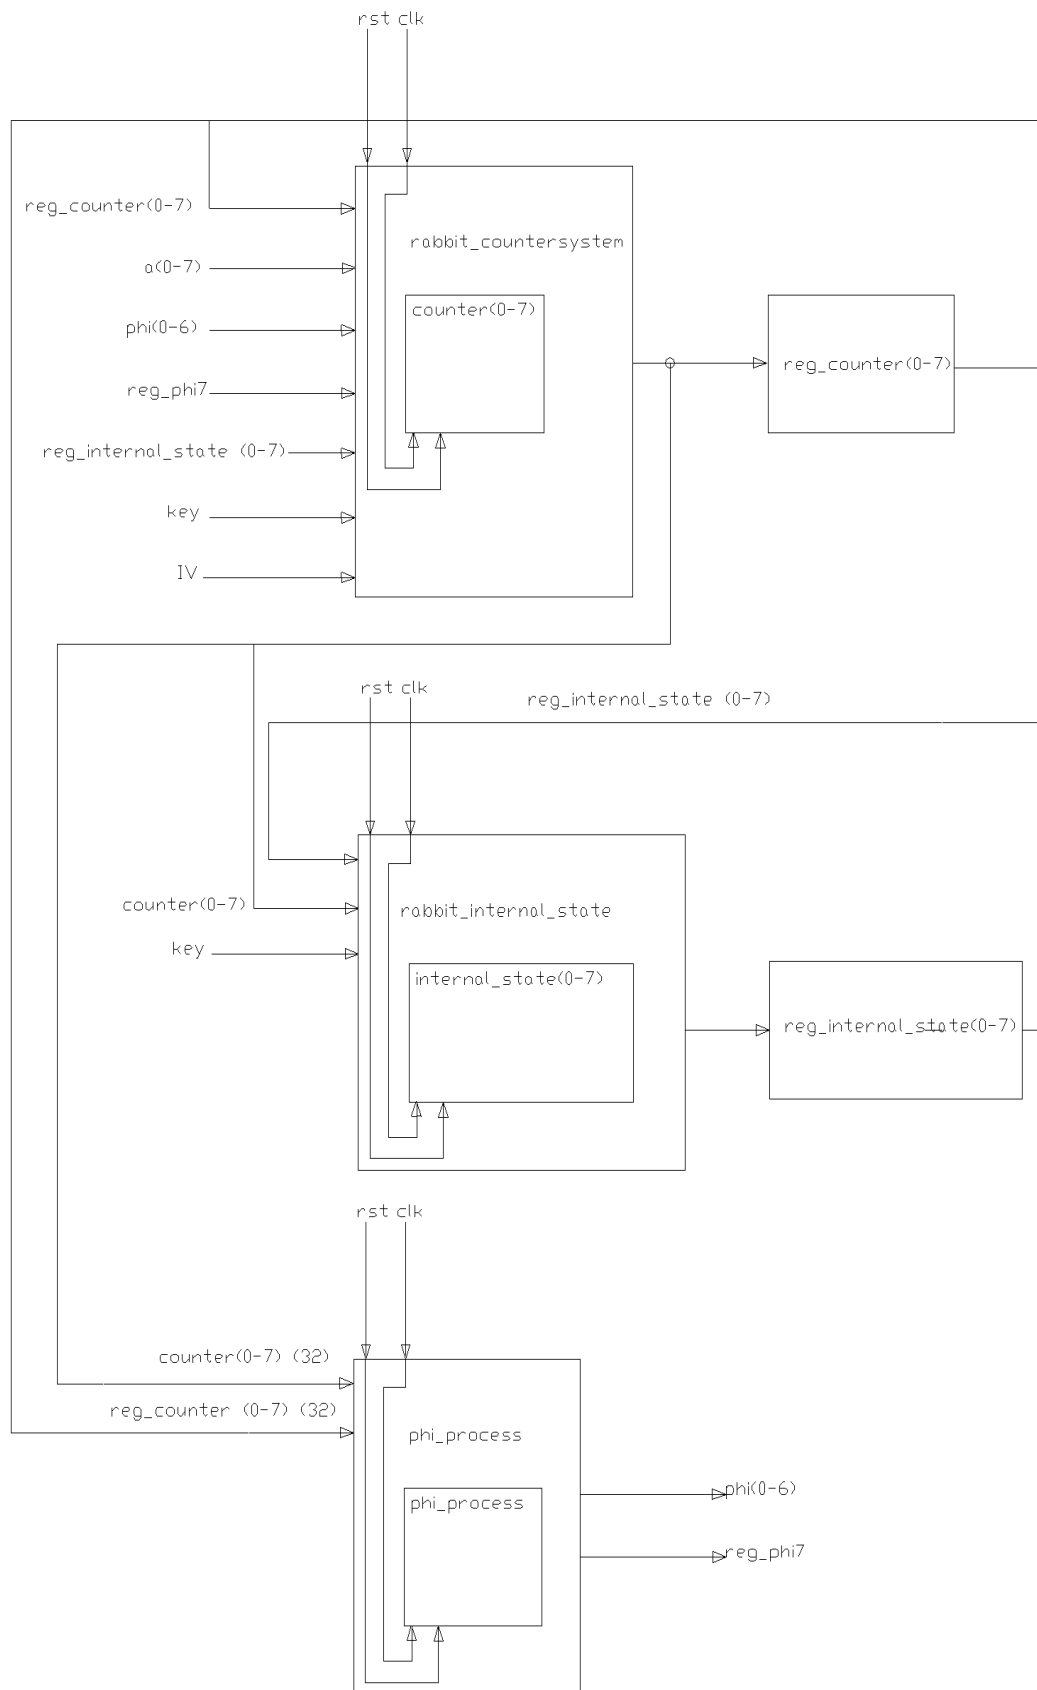 rst clk
reg_counter(0-7)
rabbit_countersystem
a(0-7)
counter(0-7)
phi(0-6)
reg_counter(0-7)
reg_phi7
reg_internal_state (0-7)
key
IV
rst clk
reg_internal_state (0-7)
counter(0-7)
rabbit_internal_state
key
internal_state(0-7)
reg_internal_state(0-7)
rst clk
counter(0-7) (32)
reg_counter (0-7) (32)
phi_process
phi(0-6)
phi_process
reg_phi7